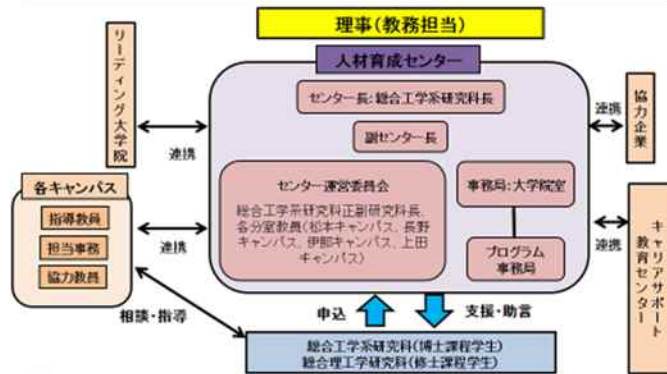 理事(教務担当)
人材育成センター
センター長:総合工学系研究科長
副センター長
センター運営委員会
総合工学系研究科正副研究科長、
各分室教員(松本キャンパス、長野
キャンパス、伊那キャンパス、上田
キャンパス)
事務局:大学院室
プログラム
事務局
リーディング大学院
連携
各キャンパス
指導教員
担当事務
協力教員
連携
相談・指導
連携
協力企業
連携
キャリアサポート
教育センター
申込
支援・助言
総合工学系研究科(博士課程学生)
総合理工学研究科(修士課程学生)